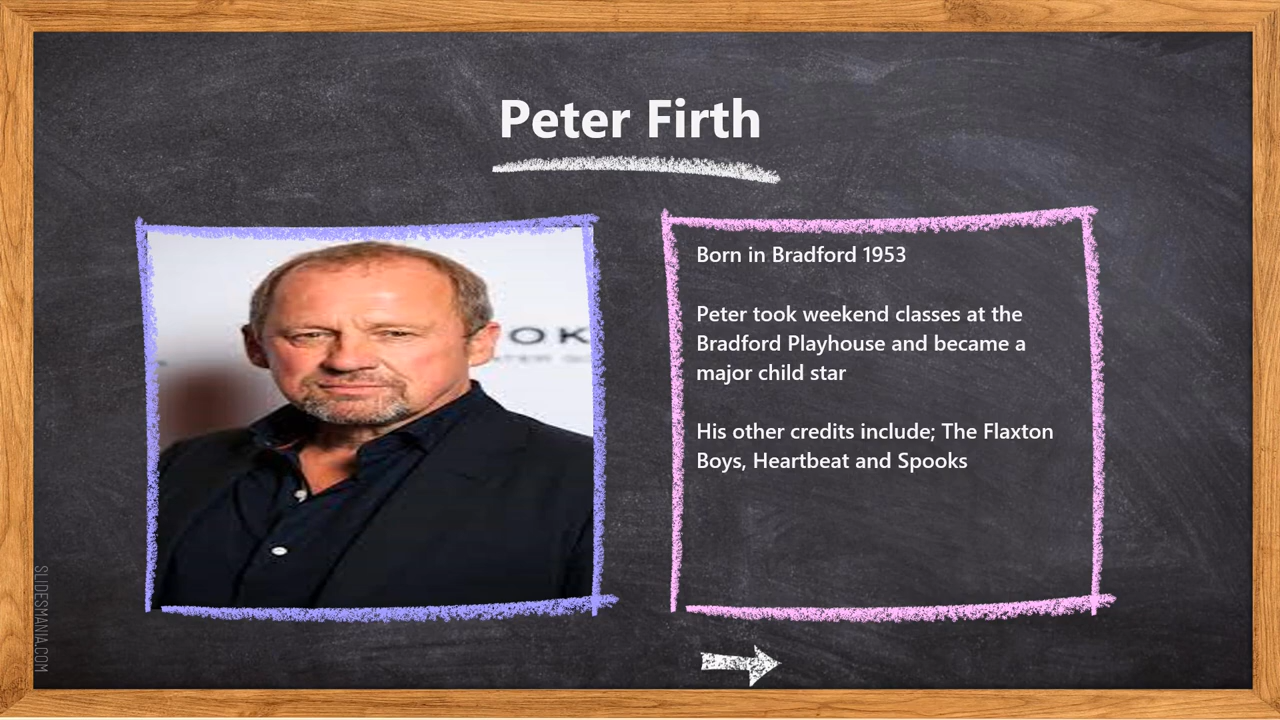 Peter Firth
OK
Born in Bradford 1953
Peter took weekend classes at the
Bradford Playhouse and became a
major child star
His other credits include; The Flaxton
Boys, Heartbeat and Spooks
SLIDESMANIA.COM